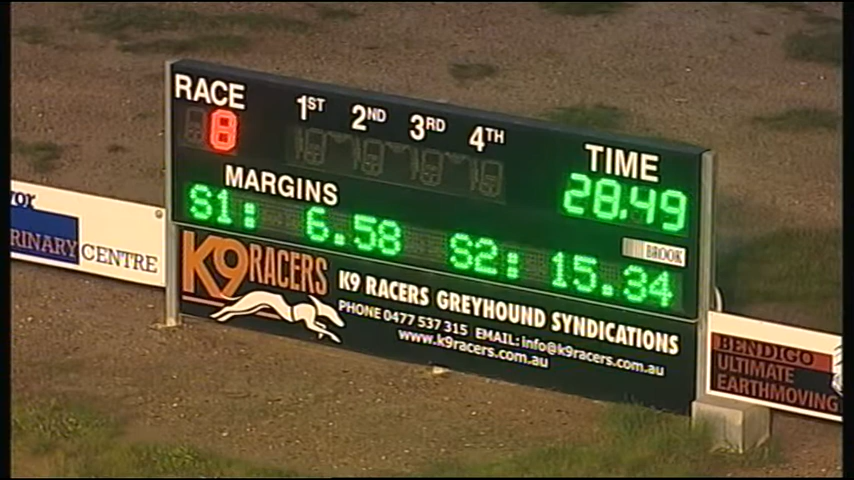 RACE 1ST 2ND 3RD 4TH TIME
8 28.49
MARGINS
S1: 6.58 S2: 15.34
BROOK
K9 RACERS
K9 RACERS GREYHOUND SYNDICATIONS
PHONE 0477 537 315 EMAIL: info@k9racers.com.au
www.k9racers.com.au
CENTRE
BENDIGO
ULTIMATE
EARTHMOVING